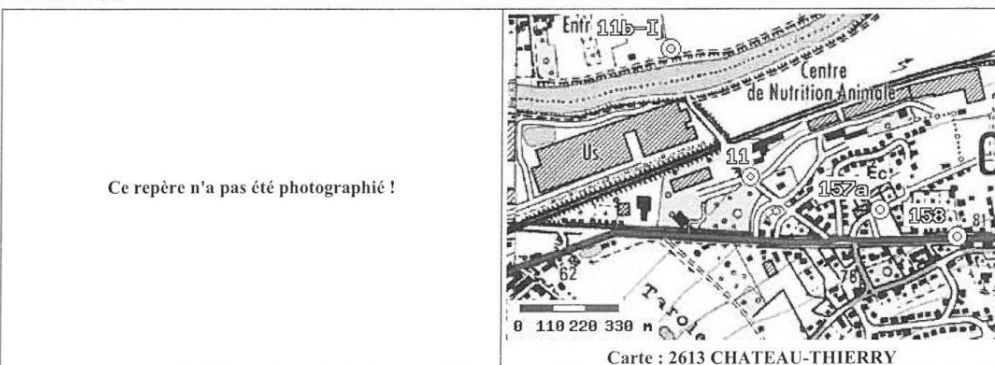 Ce repère n'a pas été photographié !
Entr
11b-I
Centre
de Nutrition Animale
Us.
11
Ec.
157a
158
81
62
78
0 110 220 330 m
Carte : 2613 CHATEAU-THIERRY